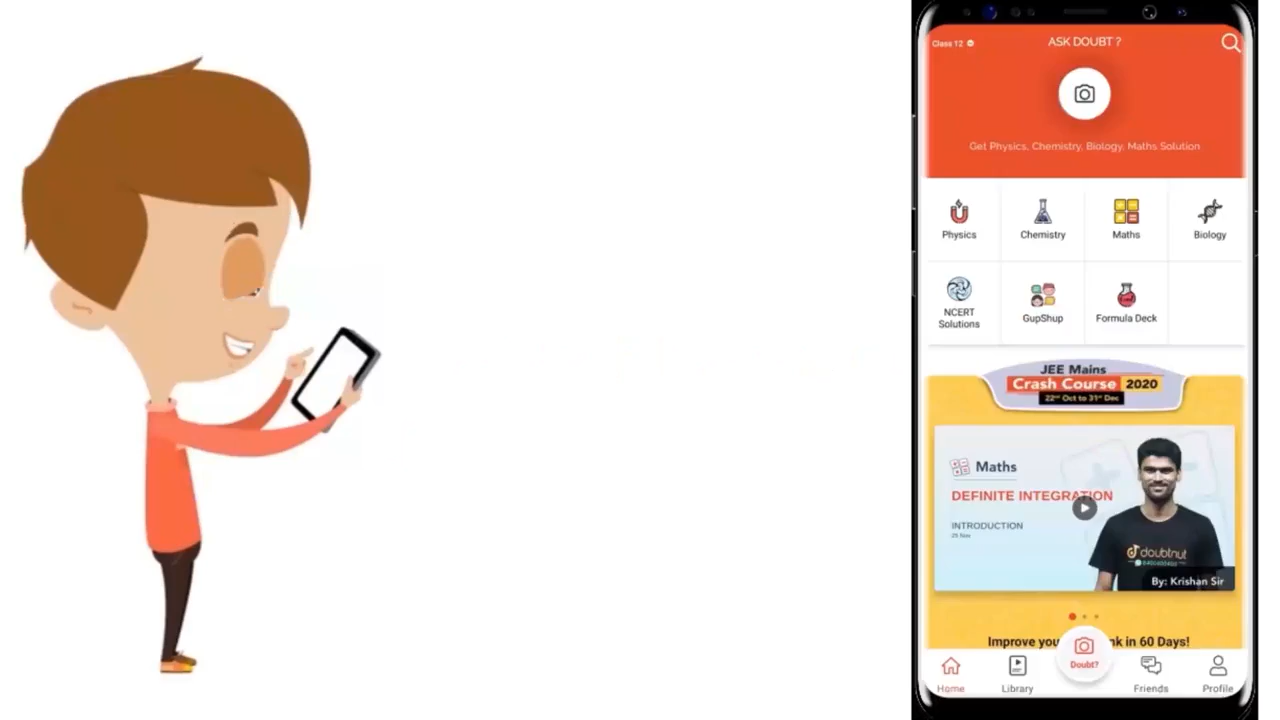 Class 12
ASK DOUBT ?
Get Physics, Chemistry, Biology, Maths Solution
Physics
Chemistry
Maths
Biology
NCERT
Solutions
GupShup
Formula Deck
JEE Mains
Crash Course 2020
22nd Oct to 31st Dec
Maths
DEFINITE INTEGRATION
INTRODUCTION
doubtnut
By: Krishan Sir
in 60 Days!
Doubt?
Home
Library
Friends
Profile